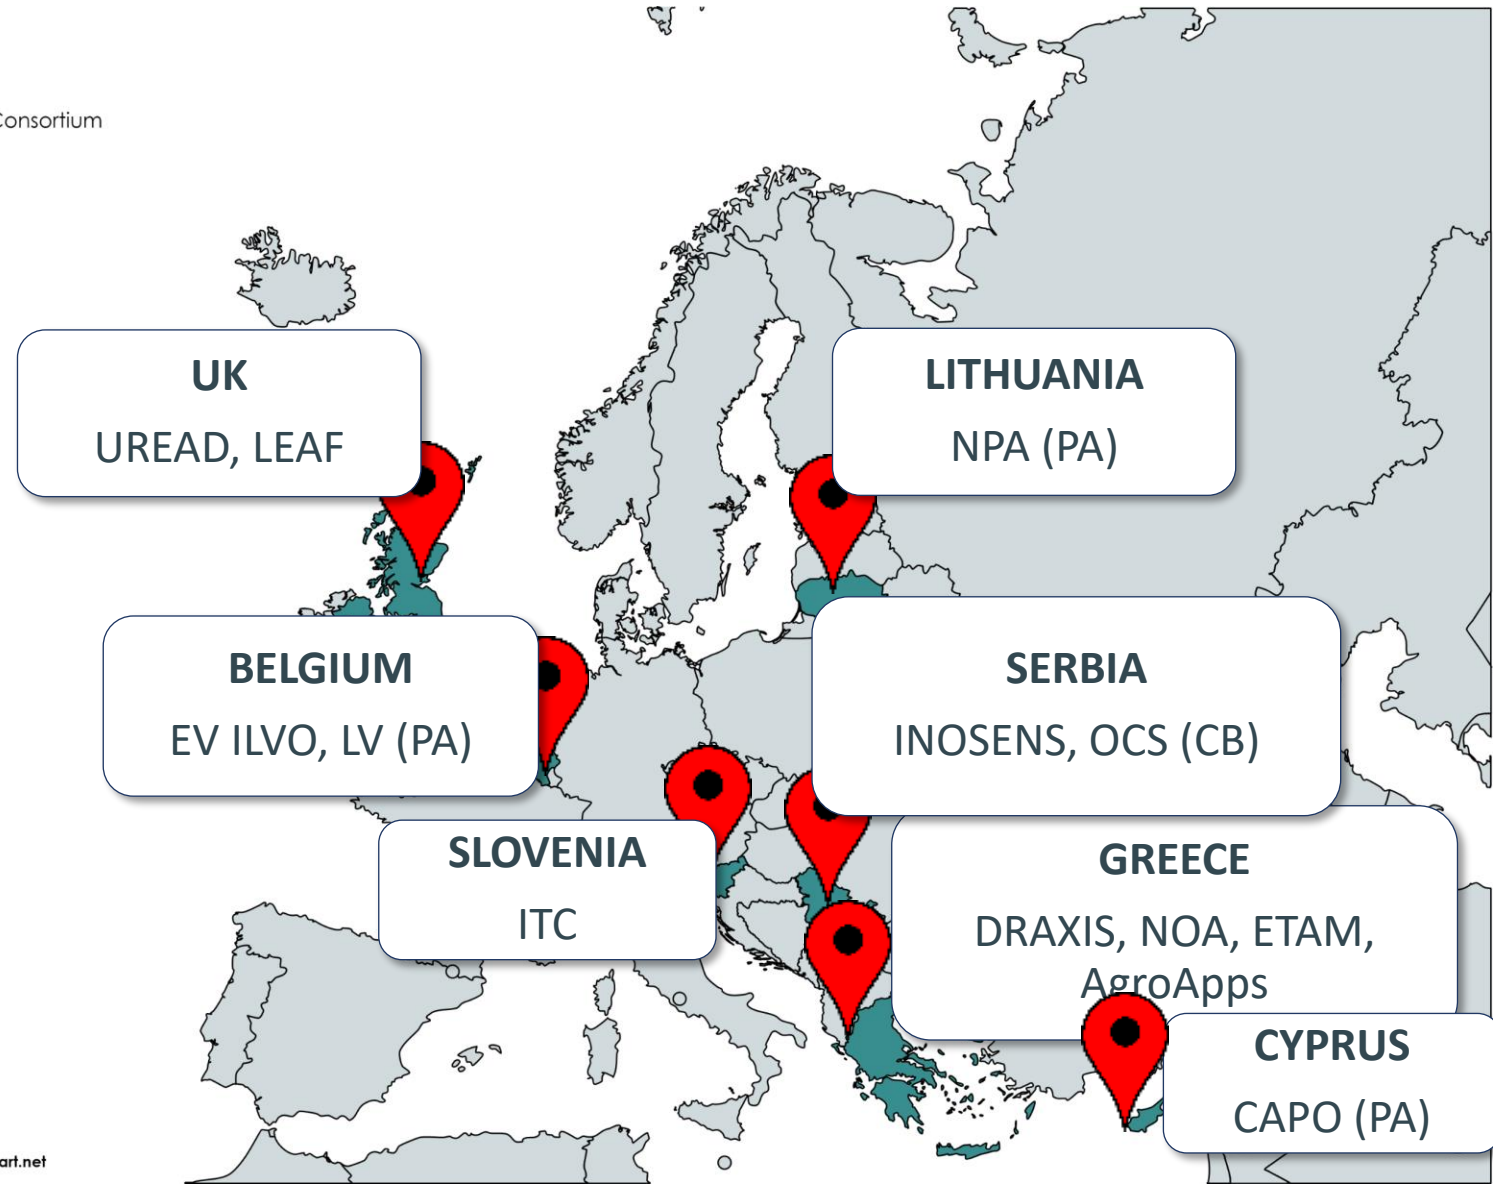 Consortium
UK
UREAD, LEAF
LITHUANIA
NPA (PA)
BELGIUM
EV ILVO, LV (PA)
SERBIA
INOSENS, OCS (CB)
SLOVENIA
ITC
GREECE
DRAXIS, NOA, ETAM,
AgroApps
CYPRUS
CAPO (PA)
art.net